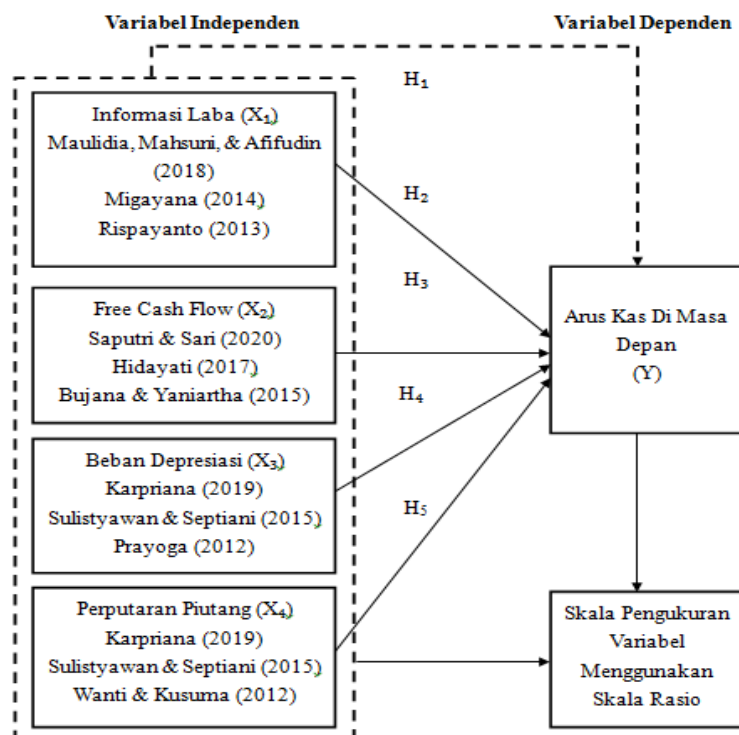 Variabel Independen
Variabel Dependen
H₁
Informasi Laba (X₁)
Maulidia, Mahsuni, & Afifudin
(2018)
Migayana (2014)
Rispayanto (2013)
H₂
H₃
Free Cash Flow (X₂)
Saputri & Sari (2020)
Hidayati (2017)
Bujana & Yaniartha (2015)
Arus Kas Di Masa
Depan
(Y)
H₄
Beban Depresiasi (X₃)
Karpriana (2019)
Sulistyawan & Septiani (2015)
Prayoga (2012)
H₅
Perputaran Piutang (X₄)
Karpriana (2019)
Sulistyawan & Septiani (2015)
Wanti & Kusuma (2012)
Skala Pengukuran
Variabel
Menggunakan
Skala Rasio